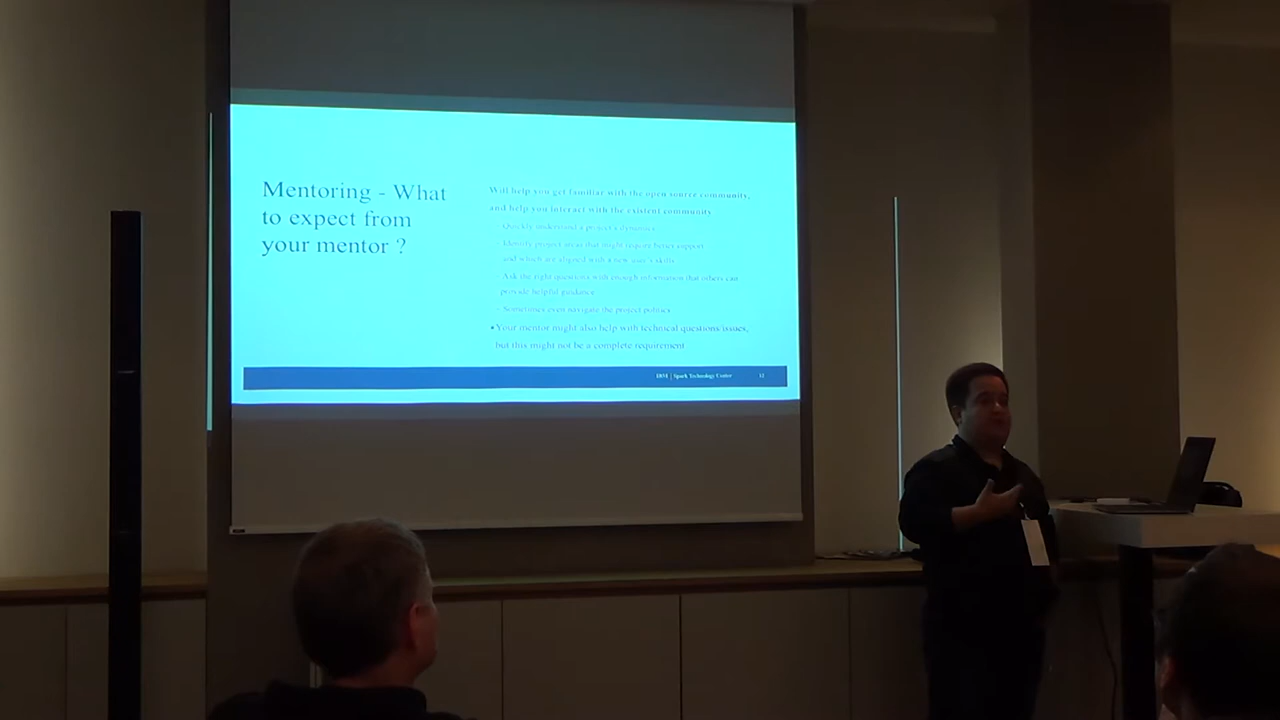 Mentoring - What
to expect from
your mentor ?
Will help you get familiar with the open source community,
and help you interact with the existent community
- Quickly understand a project's dynamics
- Identify project areas that might require better support
and which are aligned with a new user's skills
- Ask the right questions with enough information that others can
provide helpful guidance
- Sometimes even navigate the project politics
• Your mentor might also help with technical questions/issues,
but this might not be a complete requirement
IBM | Spark Technology Center